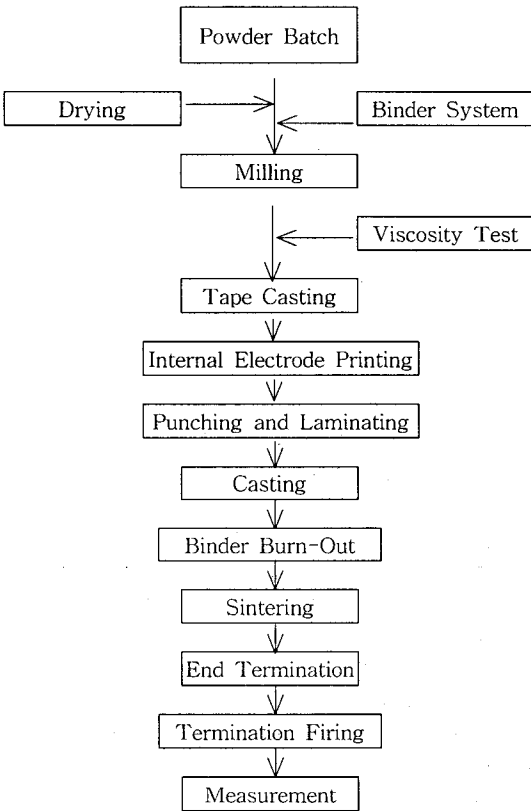 Powder Batch
Drying
Binder System
Milling
Viscosity Test
Tape Casting
Internal Electrode Printing
Punching and Laminating
Casting
Binder Burn-Out
Sintering
End Termination
Termination Firing
Measurement